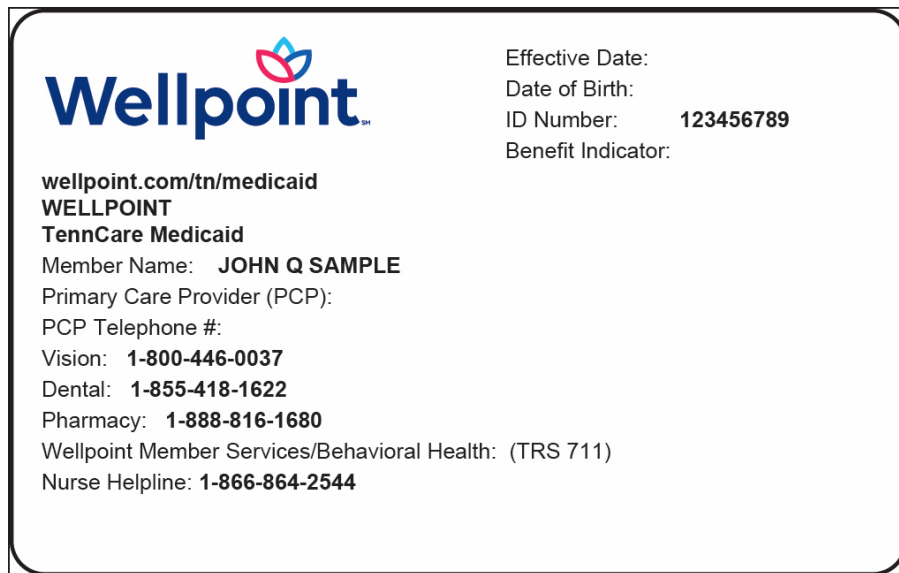 Wellpoint SM
wellpoint.com/tn/medicaid
WELLPOINT
TennCare Medicaid
Member Name: JOHN Q SAMPLE
Primary Care Provider (PCP):
PCP Telephone #:
Vision: 1-800-446-0037
Dental: 1-855-418-1622
Pharmacy: 1-888-816-1680
Wellpoint Member Services/Behavioral Health: (TRS 711)
Nurse Helpline: 1-866-864-2544
Effective Date:
Date of Birth:
ID Number: 123456789
Benefit Indicator: